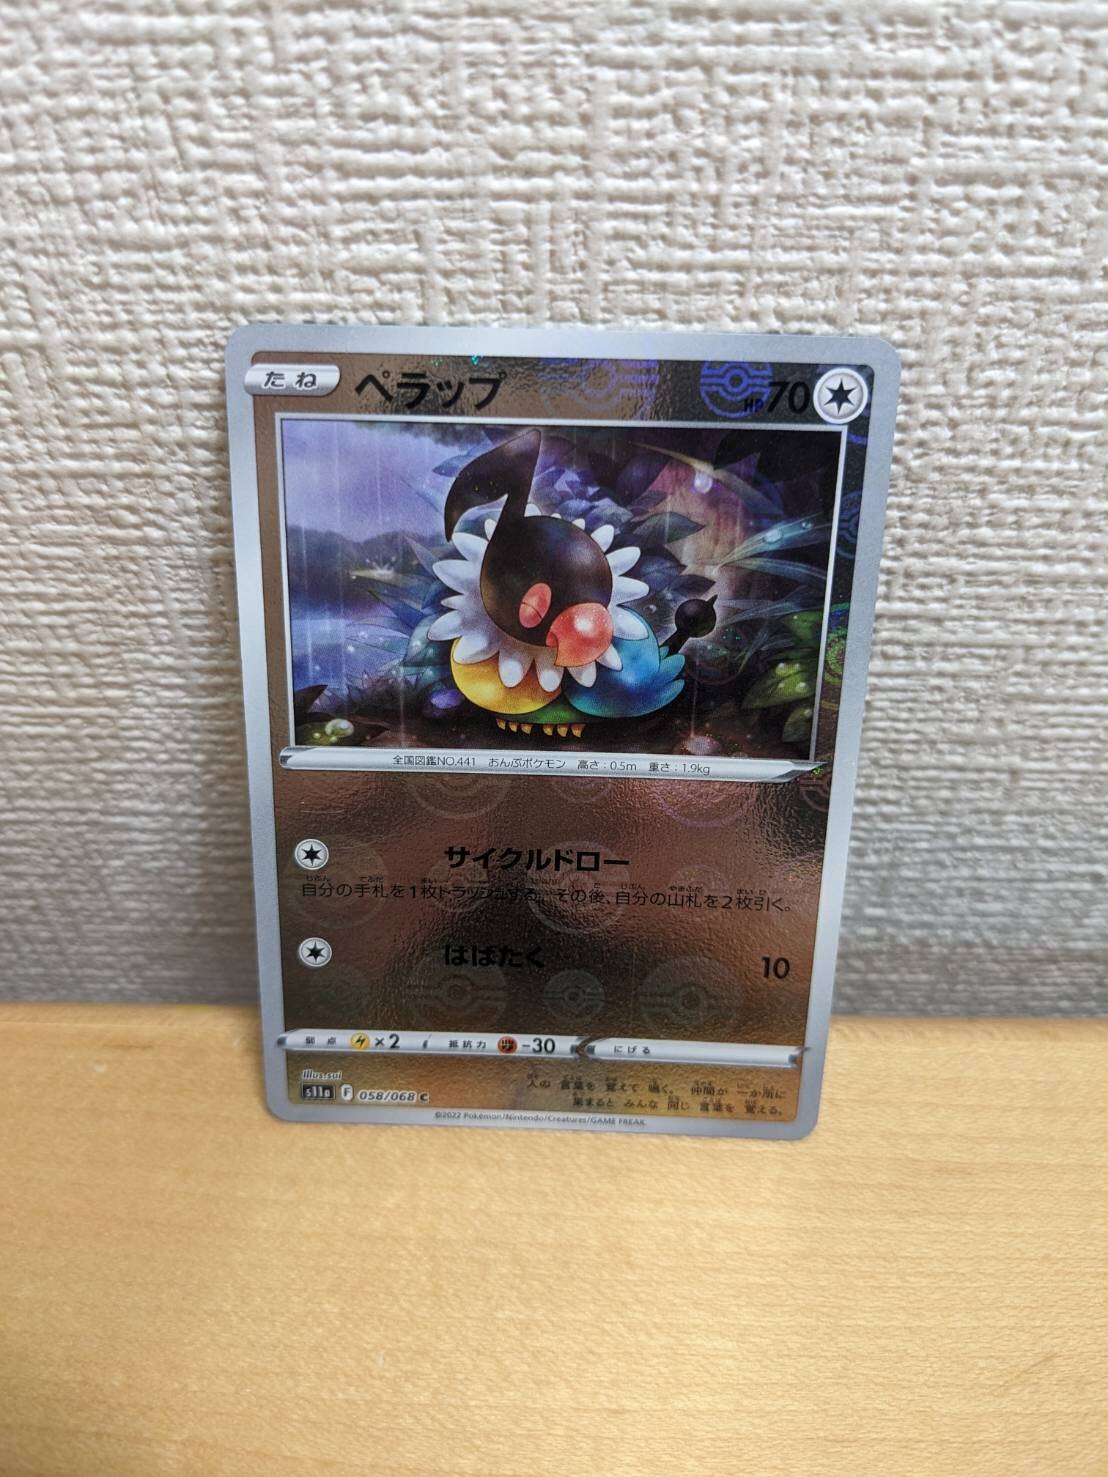 たね ペラップ HP70
全国図鑑NO.441 おんぷポケモン 高さ:0.5m 重さ:1.9kg
サイクルドロー
自分の手札を1枚トラッシュする。その後、自分の山札を2枚引く。
はばたく 10
弱点 ×2 抵抗力 -30 にげる
Illus.sui
s11a F 058/068 C
人の 言葉を 覚えて 鳴く。 仲間が 一か所に
集まると みんな 同じ 言葉を 覚える。
©2022 Pokémon/Nintendo/Creatures/GAME FREAK.